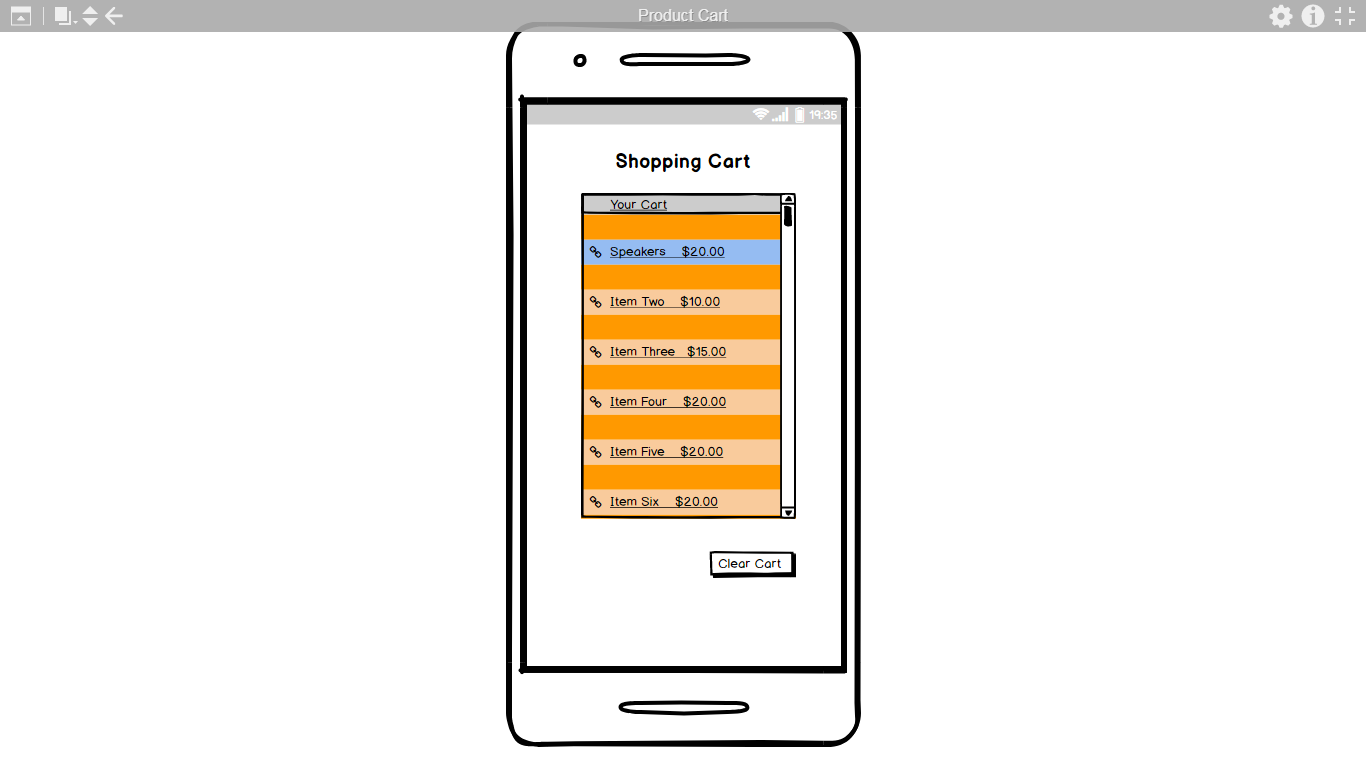 Product Cart
19:35
Shopping Cart
Your Cart
Speakers $20.00
Item Two $10.00
Item Three $15.00
Item Four $20.00
Item Five $20.00
Item Six $20.00
Clear Cart